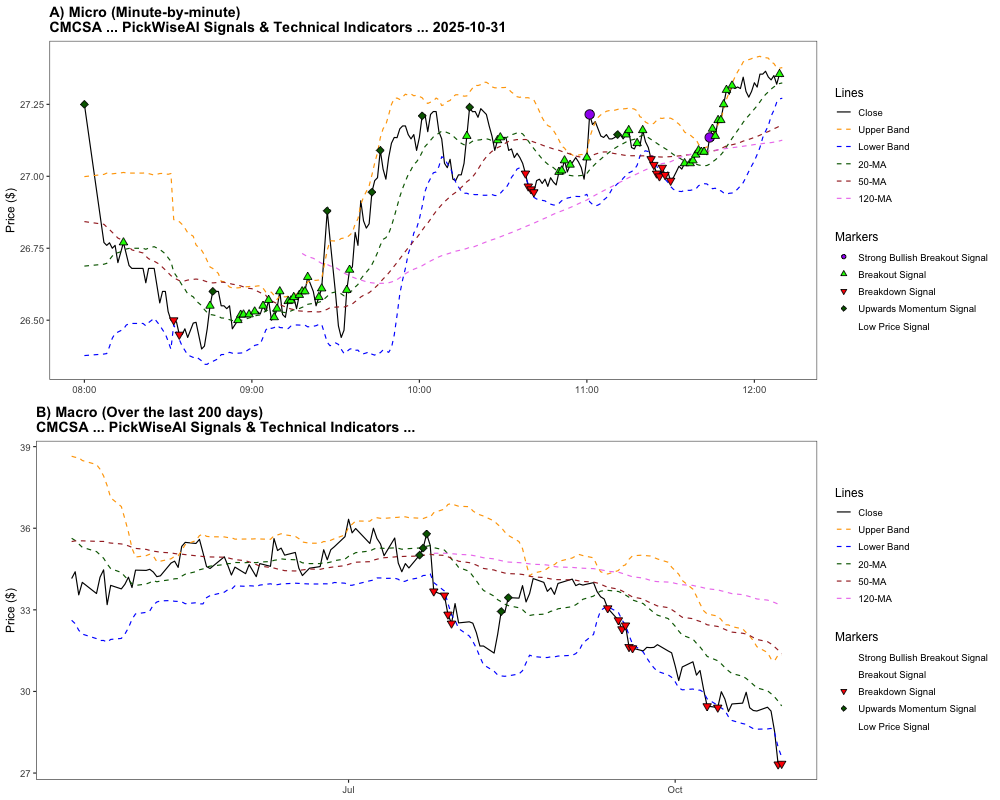 A) Micro (Minute-by-minute)
CMCSA ... PickWiseAI Signals & Technical Indicators ... 2025-10-31
Price ($)
27.25
27.00
26.75
26.50
08:00
09:00
10:00
11:00
12:00
Lines
Close
Upper Band
Lower Band
20-MA
50-MA
120-MA
Markers
Strong Bullish Breakout Signal
Breakout Signal
Breakdown Signal
Upwards Momentum Signal
Low Price Signal
B) Macro (Over the last 200 days)
CMCSA ... PickWiseAI Signals & Technical Indicators ...
Price ($)
39
36
33
30
27
Jul
Oct
Lines
Close
Upper Band
Lower Band
20-MA
50-MA
120-MA
Markers
Strong Bullish Breakout Signal
Breakout Signal
Breakdown Signal
Upwards Momentum Signal
Low Price Signal